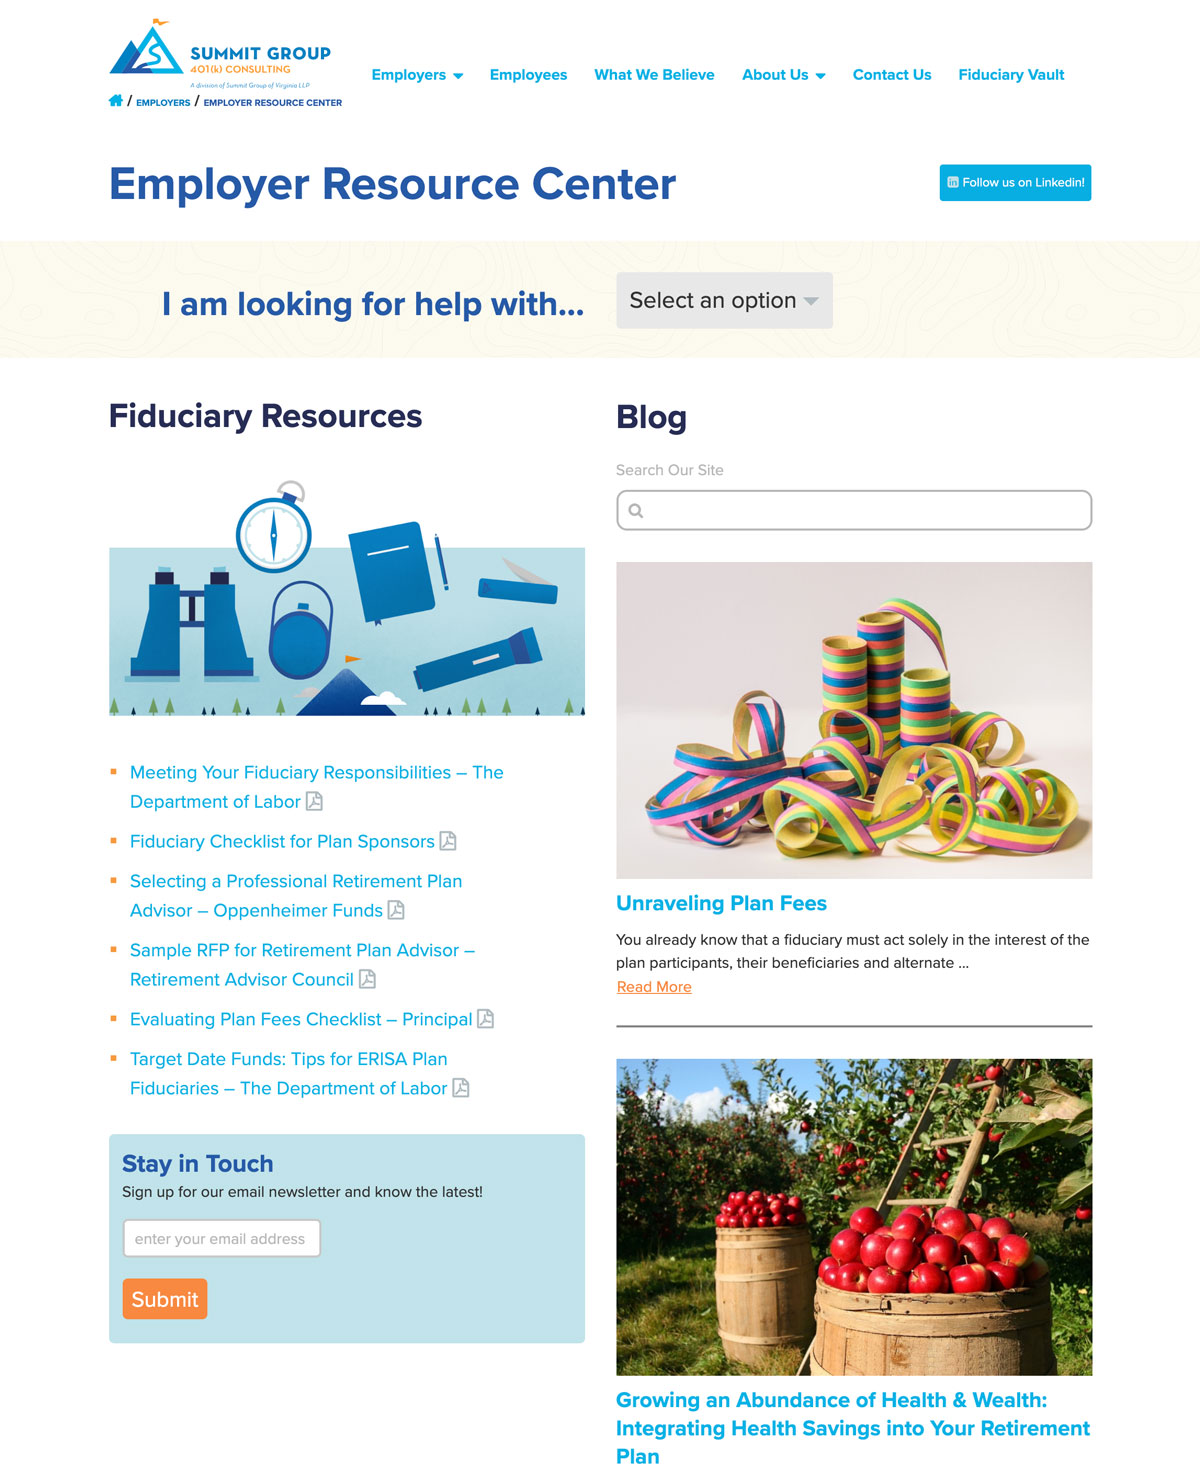 SUMMIT GROUP
401(k) CONSULTING
A division of Summit Group of Virginia LLP
Employers
Employees
What We Believe
About Us
Contact Us
Fiduciary Vault
/ EMPLOYERS / EMPLOYER RESOURCE CENTER
Employer Resource Center
in Follow us on Linkedin!
I am looking for help with...
Select an option
Fiduciary Resources
Meeting Your Fiduciary Responsibilities – The
Department of Labor
Fiduciary Checklist for Plan Sponsors
Selecting a Professional Retirement Plan
Advisor – Oppenheimer Funds
Sample RFP for Retirement Plan Advisor –
Retirement Advisor Council
Evaluating Plan Fees Checklist – Principal
Target Date Funds: Tips for ERISA Plan
Fiduciaries – The Department of Labor
Stay in Touch
Sign up for our email newsletter and know the latest!
enter your email address
Submit
Blog
Search Our Site
Unraveling Plan Fees
You already know that a fiduciary must act solely in the interest of the
plan participants, their beneficiaries and alternate ...
Read More
Growing an Abundance of Health & Wealth:
Integrating Health Savings into Your Retirement
Plan